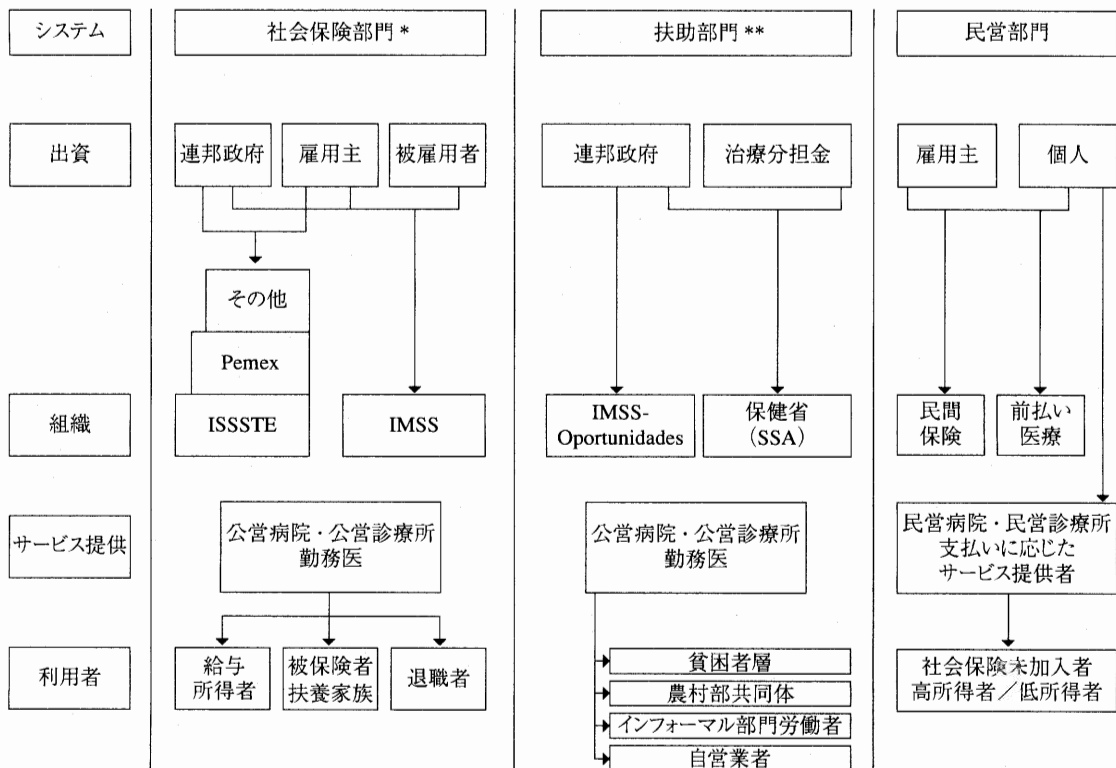 システム
社会保険部門 *
扶助部門 **
民営部門
出資
連邦政府
雇用主
被雇用者
連邦政府
治療分担金
雇用主
個人
その他
Pemex
組織
ISSSTE
IMSS
IMSS-
Oportunidades
保健省
（SSA）
民間
保険
前払い
医療
サービス提供
公営病院・公営診療所
勤務医
公営病院・公営診療所
勤務医
民営病院・民営診療所
支払いに応じた
サービス提供者
利用者
給与
所得者
被保険者
扶養家族
退職者
貧困者層
農村部共同体
インフォーマル部門労働者
自営業者
社会保険未加入者
高所得者／低所得者